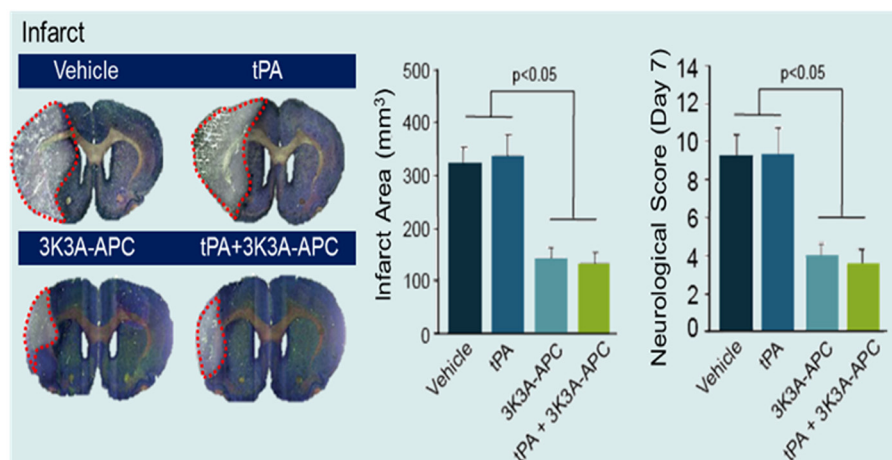 Infarct
Vehicle
tPA
3K3A-APC
tPA+3K3A-APC
Infarct Area (mm³)
500
400
300
200
100
0
p<0.05
Vehicle
tPA
3K3A-APC
tPA + 3K3A-APC
Neurological Score (Day 7)
14
12
10
8
6
4
2
0
p<0.05
Vehicle
tPA
3K3A-APC
tPA + 3K3A-APC